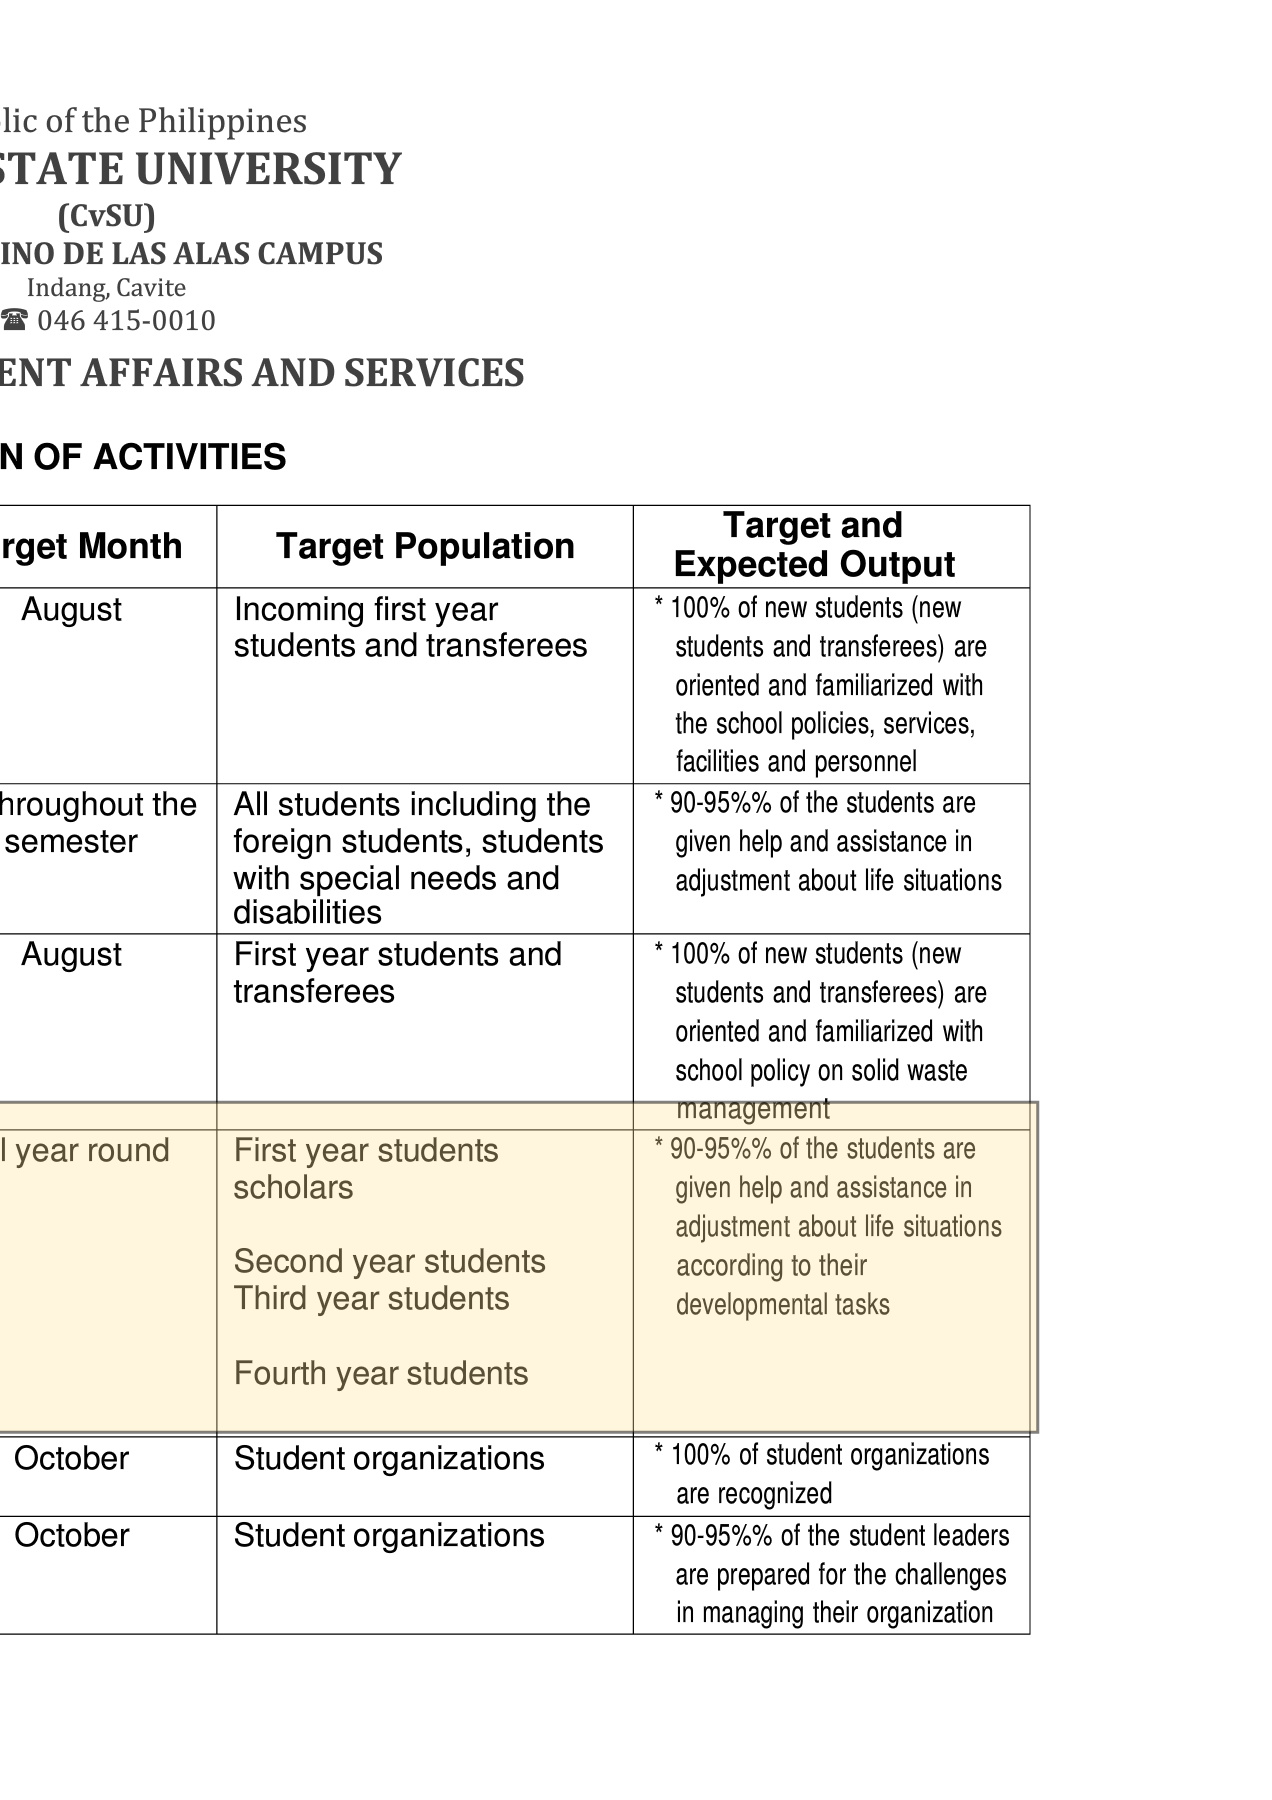 lic of the Philippines
STATE UNIVERSITY
(CvSU)
INO DE LAS ALAS CAMPUS
Indang, Cavite
☎ 046 415-0010
ENT AFFAIRS AND SERVICES
N OF ACTIVITIES
rget Month
Target Population
Target and
Expected Output
August
Incoming first year
students and transferees
* 100% of new students (new
students and transferees) are
oriented and familiarized with
the school policies, services,
facilities and personnel
hroughout the
semester
All students including the
foreign students, students
with special needs and
disabilities
* 90-95%% of the students are
given help and assistance in
adjustment about life situations
August
First year students and
transferees
* 100% of new students (new
students and transferees) are
oriented and familiarized with
school policy on solid waste
management
l year round
First year students
scholars
Second year students
Third year students
Fourth year students
* 90-95%% of the students are
given help and assistance in
adjustment about life situations
according to their
developmental tasks
October
Student organizations
* 100% of student organizations
are recognized
October
Student organizations
* 90-95%% of the student leaders
are prepared for the challenges
in managing their organization